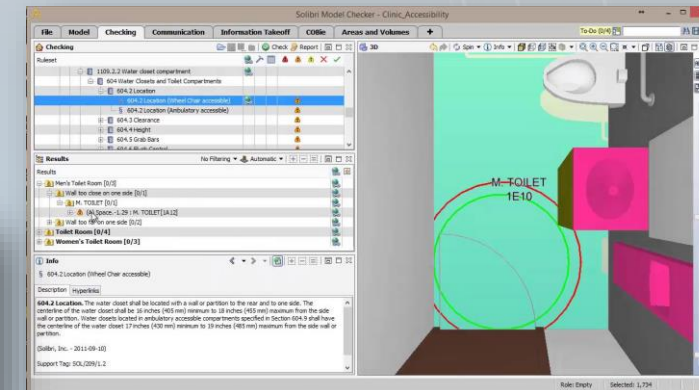 Solibri Model Checker - Clinic_Accessibility
File Model Checking Communication Information Takeoff COBie Areas and Volumes +
To-Do (0/4)
Checking
Check Report
Ruleset
1109.2.2 Water closet compartment
604 Water Closets and Toilet Compartments
604.2 Location
604.2 Location (Wheel Chair accessible)
§ 604.2 Location (Ambulatory accessible)
604.3 Clearance
604.4 Height
604.5 Grab Bars
Results
No Filtering Automatic
Results
Men's Toilet Room [0/3]
Wall too close on one side [0/1]
M. TOILET [0/1]
M. TOILET[1A12]
Wall too far on one side [0/2]
Toilet Room [0/4]
Women's Toilet Room [0/3]
Info
§ 604.2 Location (Wheel Chair accessible)
Description Hyperlinks
604.2 Location. The water closet shall be located with a wall or partition to the rear and to one side. The
centerline of the water closet shall be 16 inches (405 mm) minimum to 18 inches (455 mm) maximum from the side
wall or partition. Water closets located in ambulatory accessible compartments specified in Section 604.9 shall have
the centerline of the water closet 17 inches (430 mm) minimum to 19 inches (485 mm) maximum from the side wall or
partition.
(Solibri, Inc. - 2011-09-10)
Support Tag: SOL/209/1.2
3D
Spin Info
M. TOILET
1E10
Role: Empty Selected: 1,734